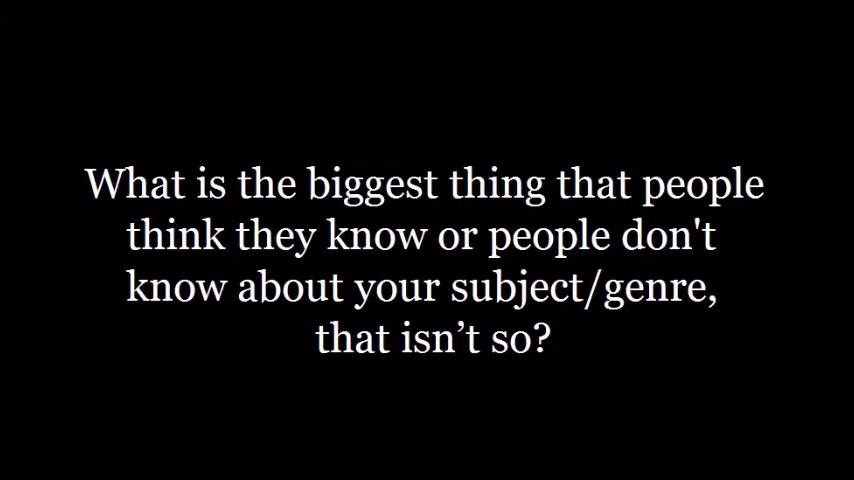 What is the biggest thing that people
think they know or people don't
know about your subject/genre,
that isn’t so?